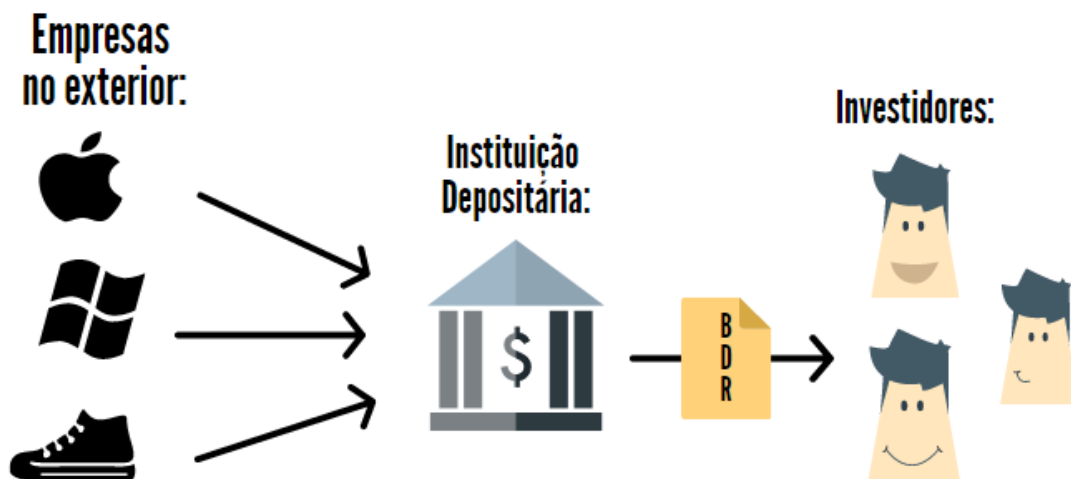 Empresas
no exterior:
Instituição
Depositária:
$
B
D
R
Investidores: